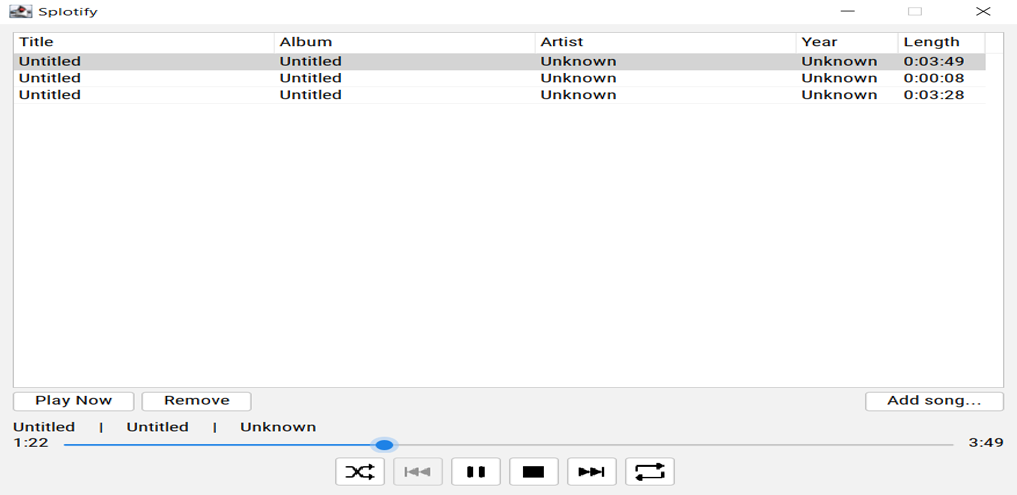 Splotify
Title Album Artist Year Length
Untitled Untitled Unknown Unknown 0:03:49
Untitled Untitled Unknown Unknown 0:00:08
Untitled Untitled Unknown Unknown 0:03:28
Play Now Remove Add song...
Untitled | Untitled | Unknown
1:22 3:49